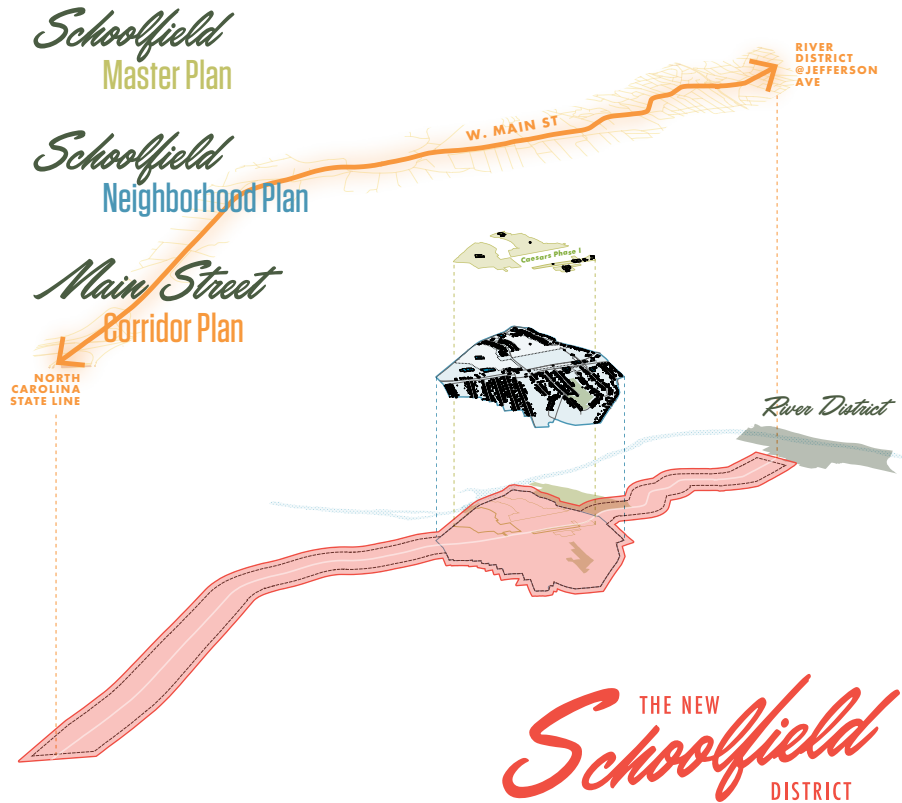 Schoolfield
Master Plan
RIVER
DISTRICT
@JEFFERSON
AVE
W. MAIN ST
Schoolfield
Neighborhood Plan
Caesars Phase I
Main Street
Corridor Plan
NORTH
CAROLINA
STATE LINE
River District
THE NEW
Schoolfield
DISTRICT